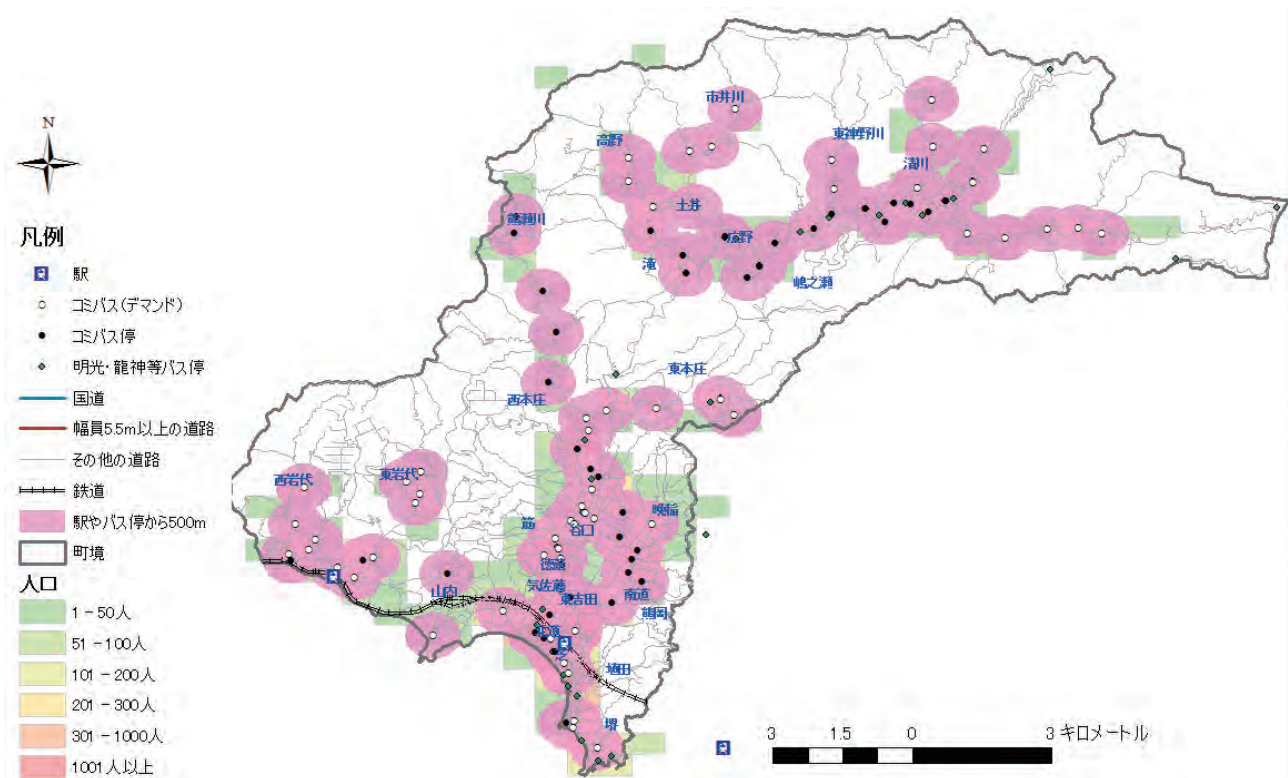 N
凡例
駅
コミバス(デマンド)
コミバス停
明光・龍神等バス停
国道
幅員5.5m以上の道路
その他の道路
鉄道
駅やバス停から500m
町境
人口
1 - 50人
51 - 100人
101 - 200人
201 - 300人
301 - 1000人
1001人以上
市井川
高野
東神野川
清川
土井
熊瀬川
広野
滝
嶋之瀬
東本庄
西本庄
西岩代
東岩代
晩稲
筋
谷口
徳蔵
山内
気佐藤
東吉田
南道
熊岡
北道
芝
埴田
堺
3 1.5 0 3 キロメートル